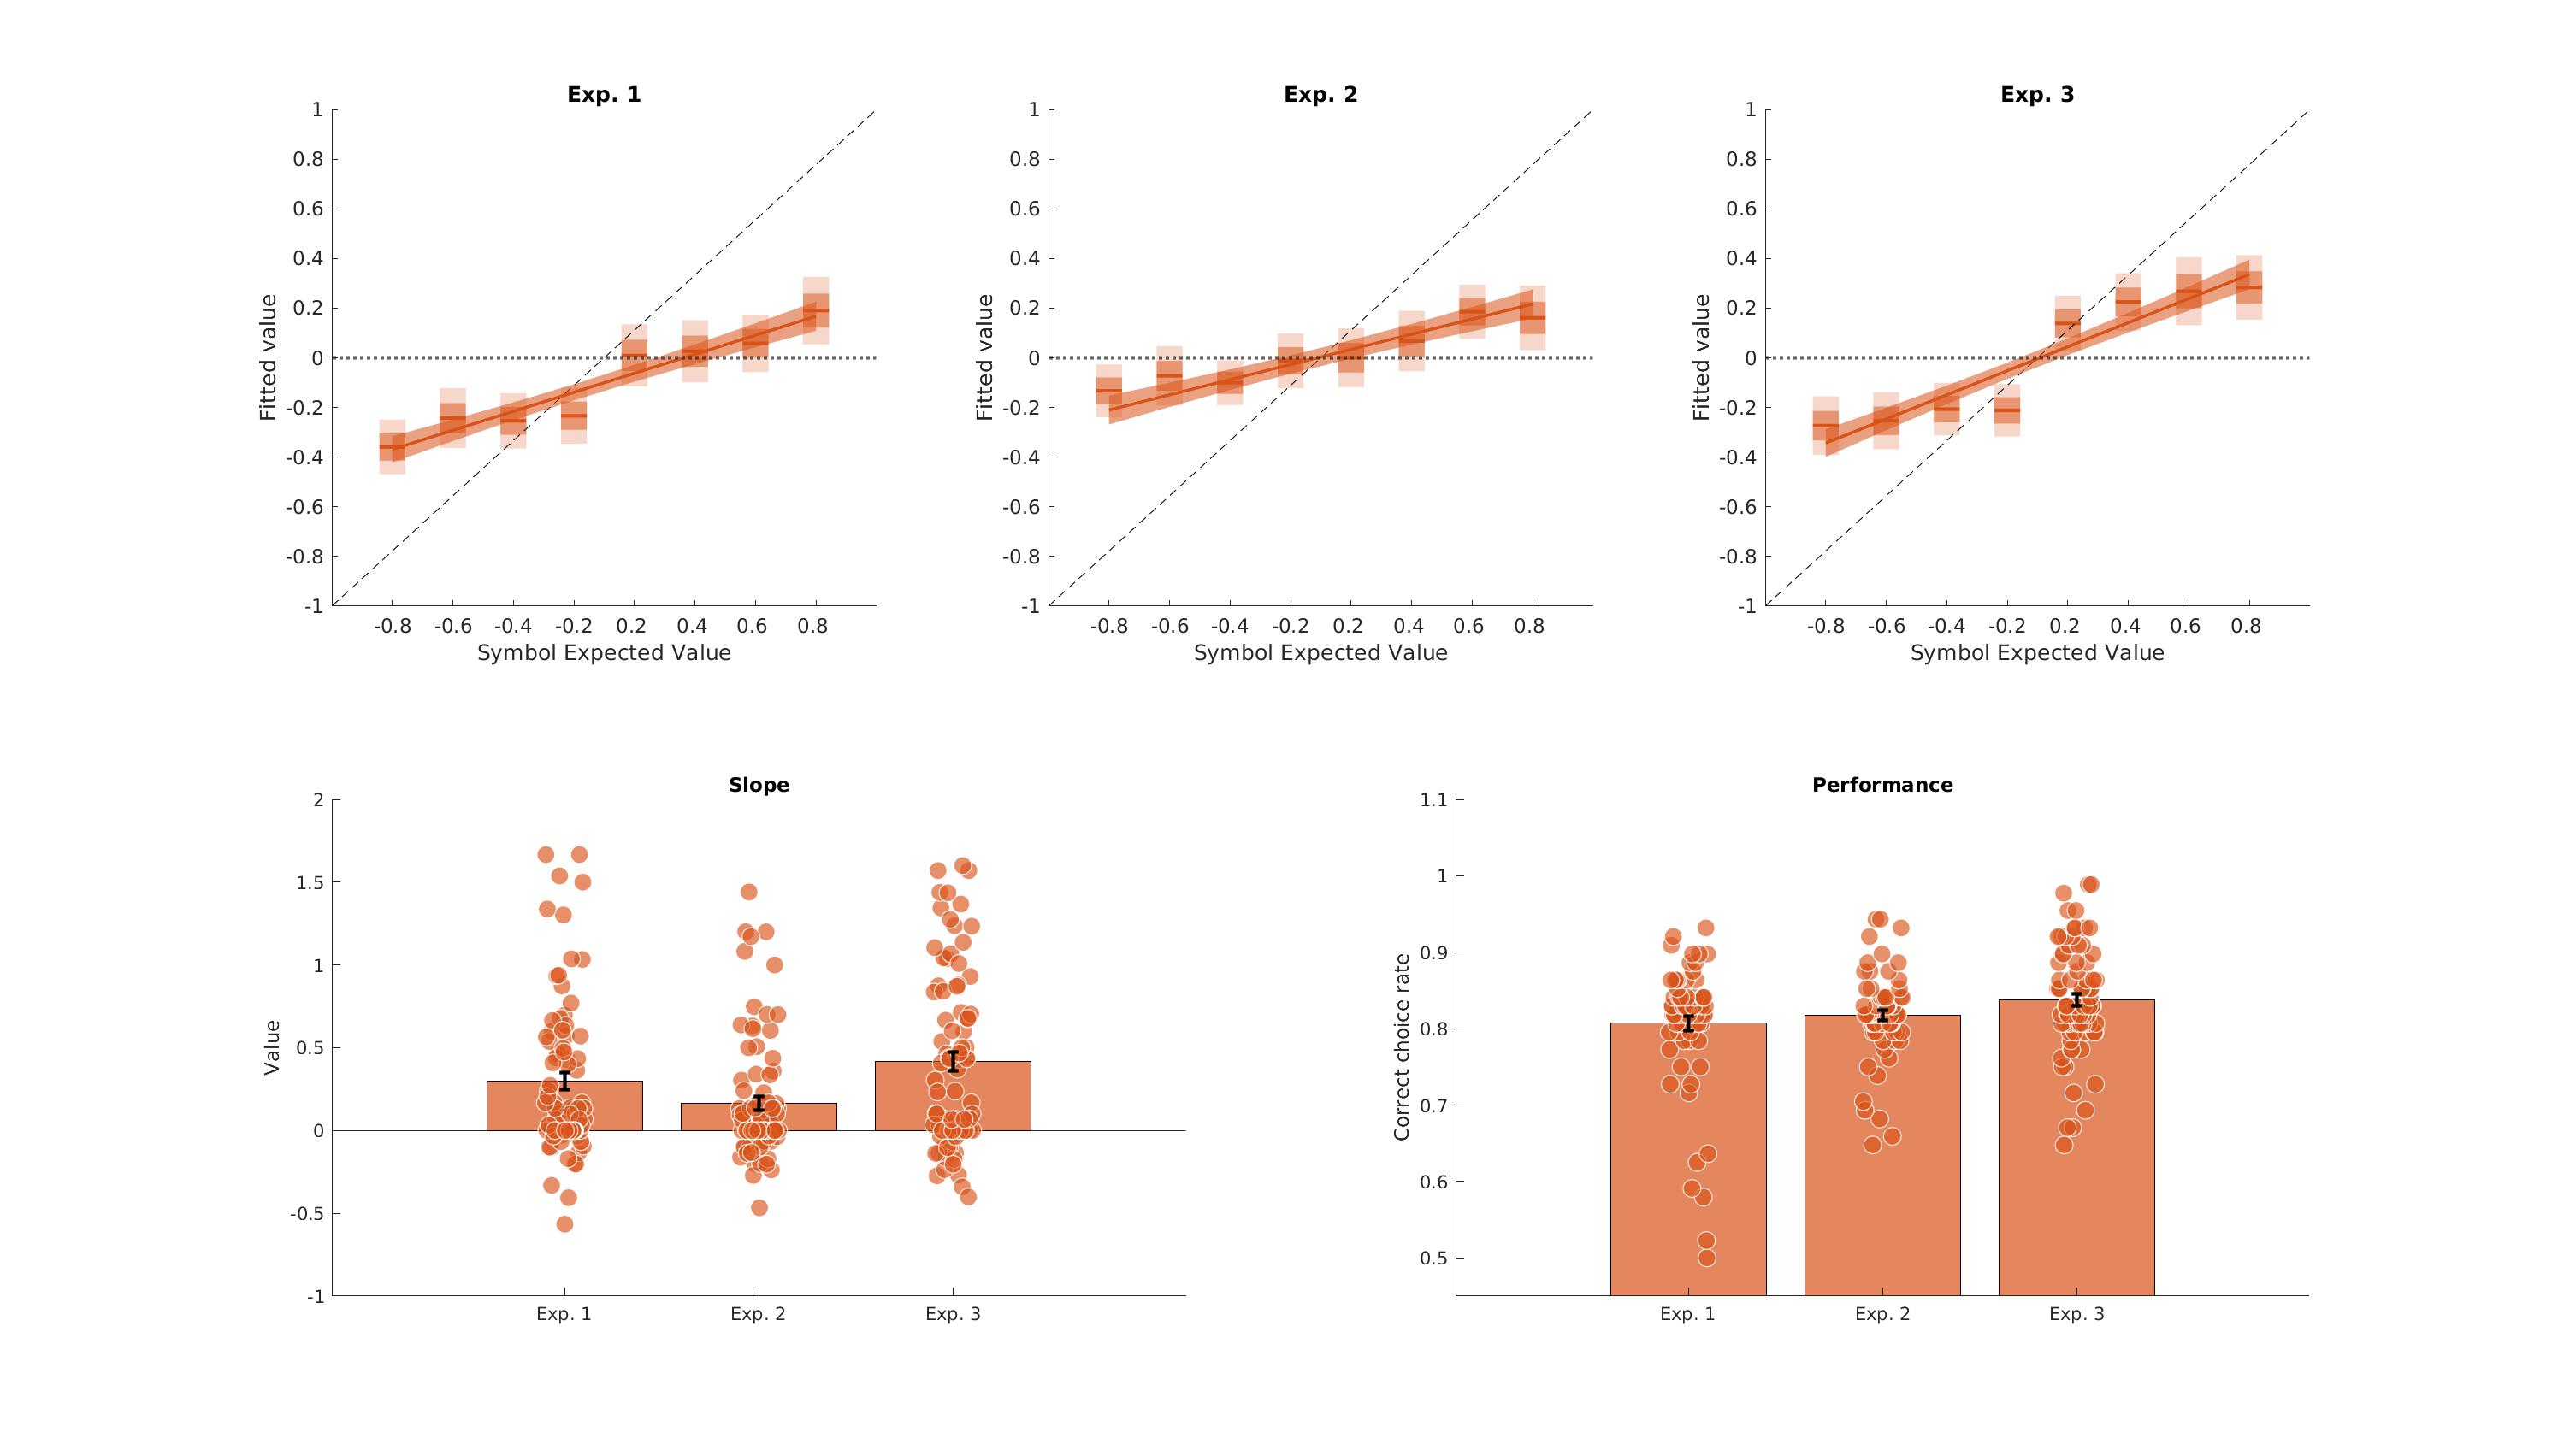 Exp. 1
1
0.8
0.6
0.4
0.2
0
-0.2
-0.4
-0.6
-0.8
-1
Fitted value
-0.8 -0.6 -0.4 -0.2 0.2 0.4 0.6 0.8
Symbol Expected Value
Exp. 2
1
0.8
0.6
0.4
0.2
0
-0.2
-0.4
-0.6
-0.8
-1
Fitted value
-0.8 -0.6 -0.4 -0.2 0.2 0.4 0.6 0.8
Symbol Expected Value
Exp. 3
1
0.8
0.6
0.4
0.2
0
-0.2
-0.4
-0.6
-0.8
-1
Fitted value
-0.8 -0.6 -0.4 -0.2 0.2 0.4 0.6 0.8
Symbol Expected Value
Slope
2
1.5
1
0.5
0
-0.5
-1
Value
Exp. 1 Exp. 2 Exp. 3
Performance
1.1
1
0.9
0.8
0.7
0.6
0.5
Correct choice rate
Exp. 1 Exp. 2 Exp. 3